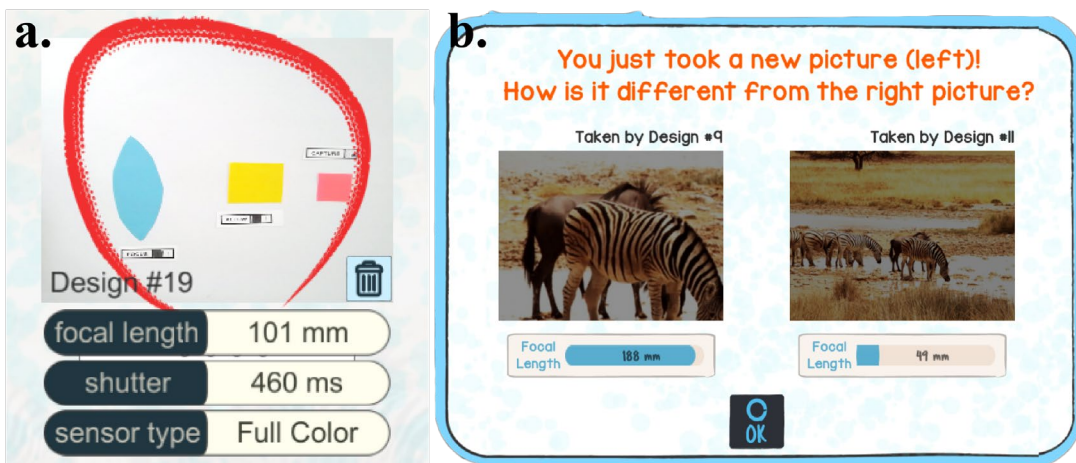 a.
CAPTURE
Design #19
focal length 101 mm
shutter 460 ms
sensor type Full Color
b.
You just took a new picture (left)!
How is it different from the right picture?
Taken by Design #9
Taken by Design #11
Focal
Length
188 mm
Focal
Length
49 mm
OK